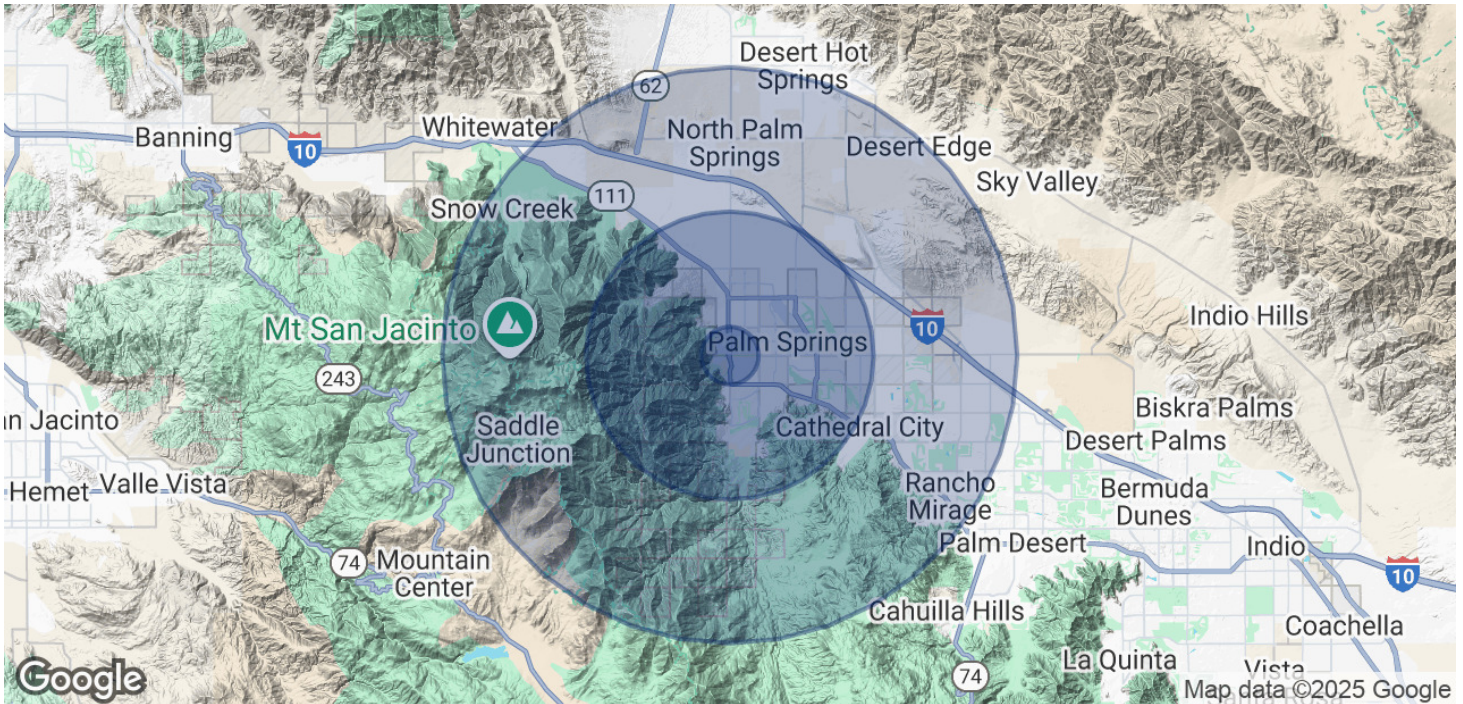 Desert Hot
Springs
62
Banning
10
Whitewater
North Palm
Springs
Desert Edge
Sky Valley
111
Snow Creek
Mt San Jacinto
Palm Springs
10
Indio Hills
243
Biskra Palms
an Jacinto
Saddle
Junction
Cathedral City
Desert Palms
Hemet
Valle Vista
Rancho
Mirage
Bermuda
Dunes
74
Mountain
Center
Palm Desert
Indio
10
Cahuilla Hills
Coachella
La Quinta
74
Vista
Santa Rosa
Google
Map data ©2025 Google